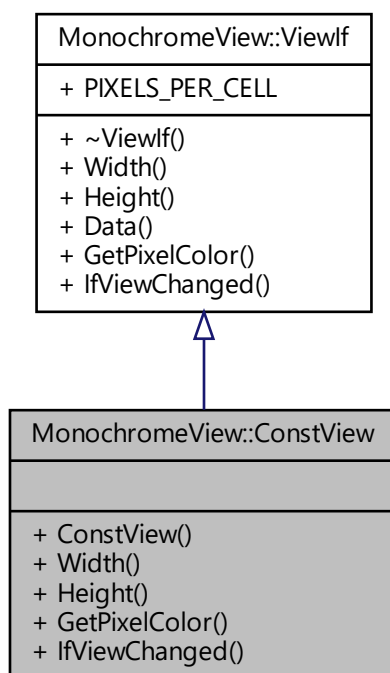 MonochromeView::ViewIf
+ PIXELS_PER_CELL
+ ~ViewIf()
+ Width()
+ Height()
+ Data()
+ GetPixelColor()
+ IfViewChanged()
MonochromeView::ConstView
+ ConstView()
+ Width()
+ Height()
+ GetPixelColor()
+ IfViewChanged()